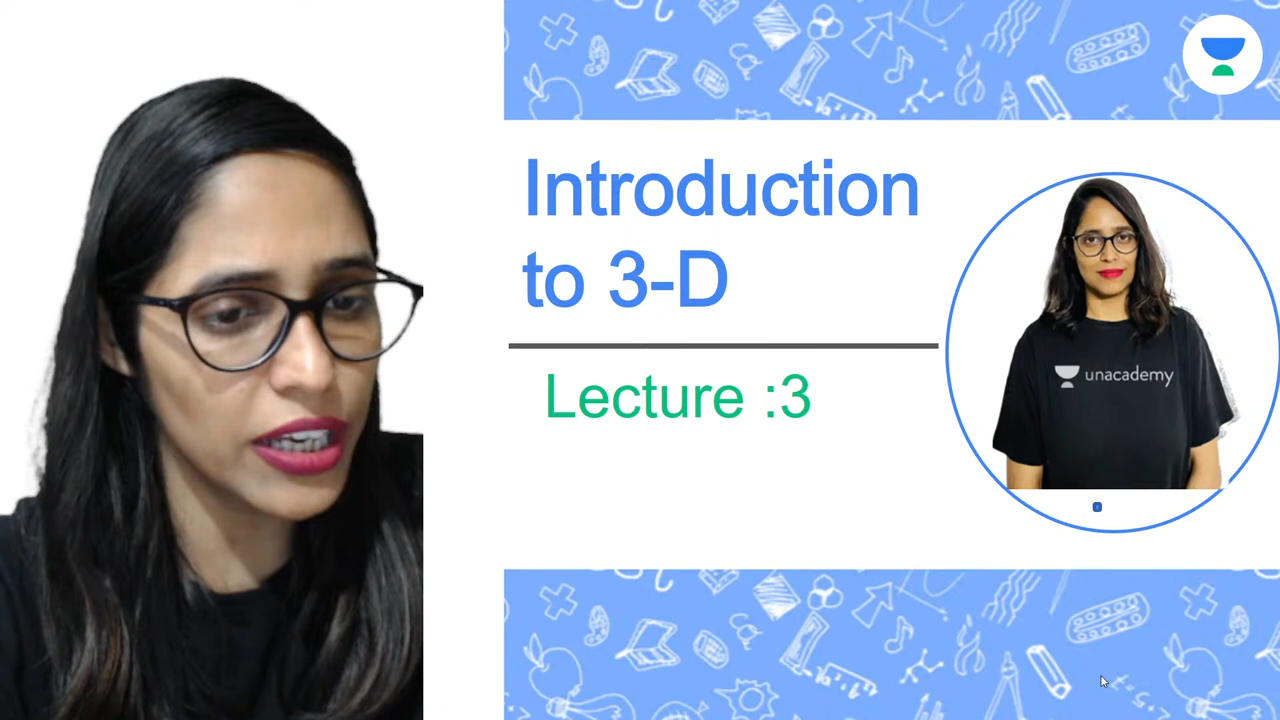 Introduction
to 3-D
Lecture :3
unacademy